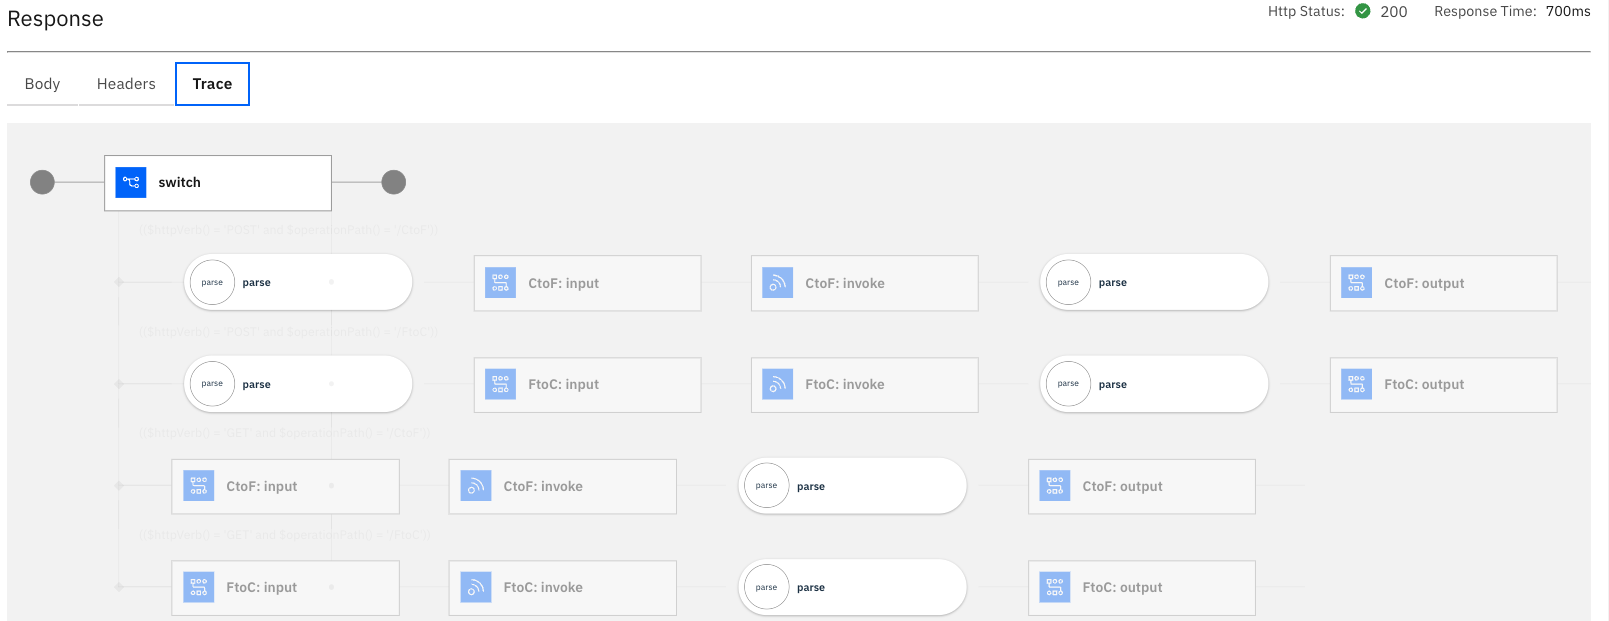 Response
Http Status: 200 Response Time: 700ms
Body Headers Trace
switch
(($httpVerb() = 'POST' and $operationPath() = '/CtoF'))
parse parse CtoF: input CtoF: invoke parse parse CtoF: output
(($httpVerb() = 'POST' and $operationPath() = '/FtoC'))
parse parse FtoC: input FtoC: invoke parse parse FtoC: output
(($httpVerb() = 'GET' and $operationPath() = '/CtoF'))
CtoF: input CtoF: invoke parse parse CtoF: output
(($httpVerb() = 'GET' and $operationPath() = '/FtoC'))
FtoC: input FtoC: invoke parse parse FtoC: output